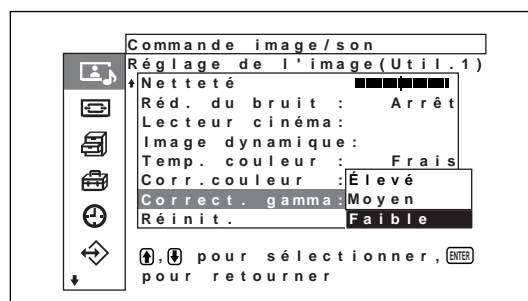 Commande image/son
Réglage de l'image(Util.1)
Netteté
Réd. du bruit : Arrêt
Lecteur cinéma:
Image dynamique:
Temp. couleur : Frais
Corr.couleur : Élevé
Correct. gamma: Moyen
Réinit. Faible
, pour sélectionner, ENTER
pour retourner